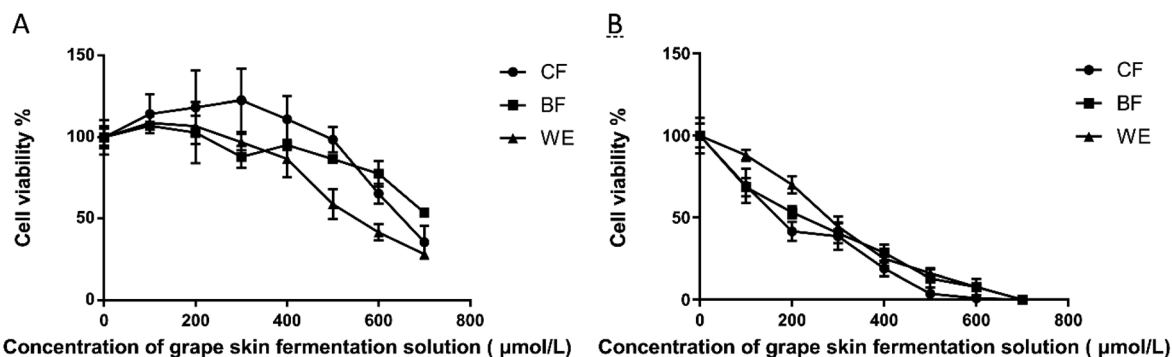 A
Cell viability %
150
100
50
0
0 200 400 600 800
Concentration of grape skin fermentation solution ( μmol/L)
CF
BF
WE
B
Cell viability %
150
100
50
0
0 200 400 600 800
Concentration of grape skin fermentation solution ( μmol/L)
CF
BF
WE